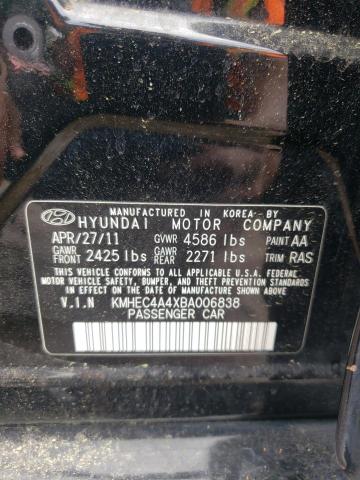 MANUFACTURED IN KOREA-BY
HYUNDAI MOTOR COMPANY
APR/27/11 GVWR 4586 lbs PAINT AA
GAWR FRONT 2425 lbs GAWR REAR 2271 lbs TRIM RAS
THIS VEHICLE CONFORMS TO ALL APPLICABLE U.S.A. FEDERAL
MOTOR VEHICLE SAFETY, BUMPER, AND THEFT PREVENTION
STANDARDS IN EFFECT ON THE DATE OF MANUFACTURE SHOWN ABOVE.
V.I.N KMHEC4A4XBA006838
PASSENGER CAR